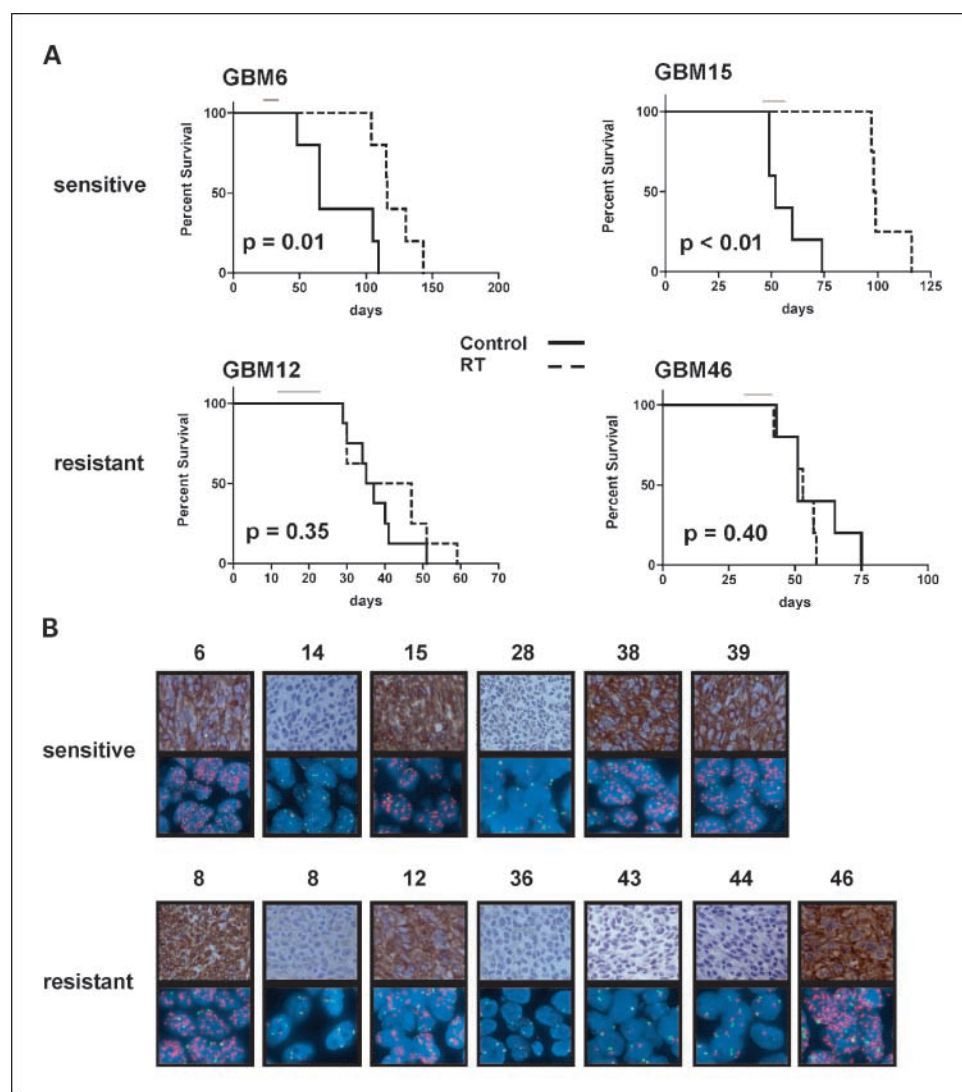 A
GBM6
100
50
0
Percent Survival
p = 0.01
0 50 100 150 200
days
GBM15
100
50
0
Percent Survival
p < 0.01
0 25 50 75 100 125
days
sensitive
Control
RT
GBM12
100
50
0
Percent Survival
p = 0.35
0 10 20 30 40 50 60 70
days
GBM46
100
50
0
Percent Survival
p = 0.40
0 25 50 75 100
days
resistant
B
6 14 15 28 38 39
sensitive
8 8 12 36 43 44 46
resistant